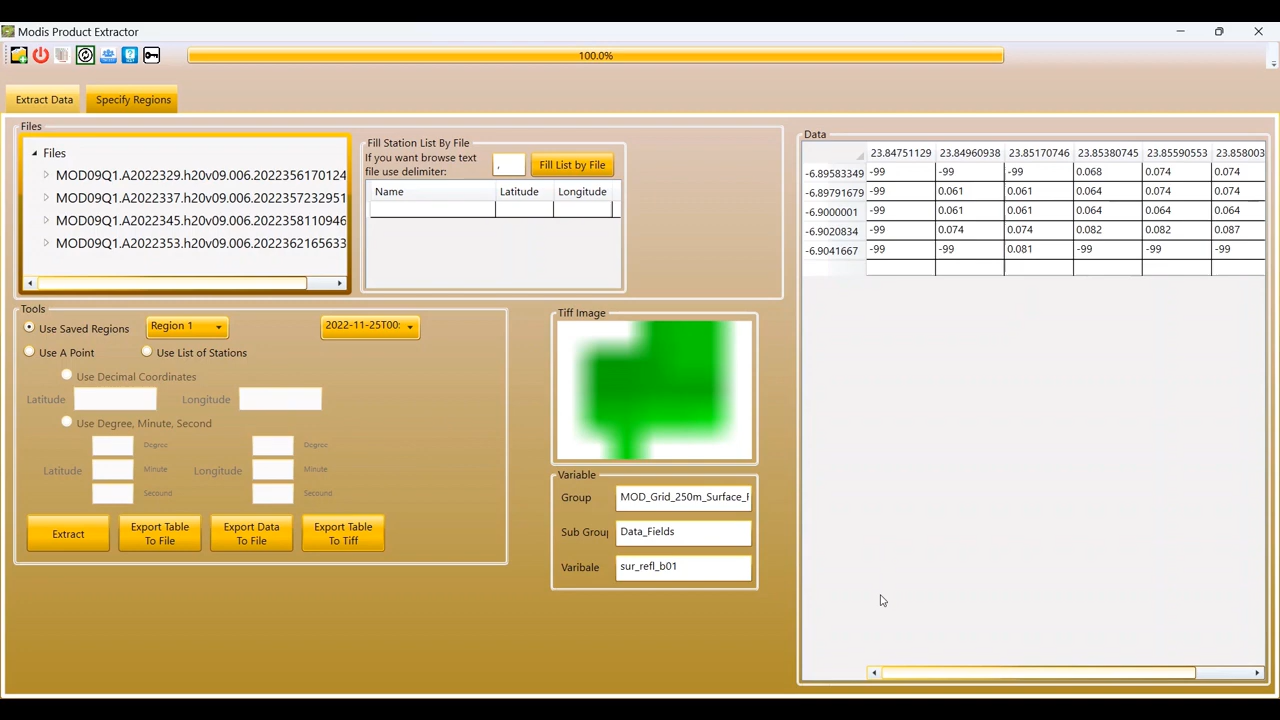 Modis Product Extractor
100.0%
Extract Data
Specify Regions
Files
Files
MOD09Q1.A2022329.h20v09.006.2022356170124
MOD09Q1.A2022337.h20v09.006.2022357232951
MOD09Q1.A2022345.h20v09.006.2022358110946
MOD09Q1.A2022353.h20v09.006.2022362165633
Fill Station List By File
If you want browse text
file use delimiter:
,
Fill List by File
Name Latitude Longitude
Tools
Use Saved Regions
Region 1
2022-11-25T00:
Use A Point
Use List of Stations
Use Decimal Coordinates
Latitude
Longitude
Use Degree, Minute, Second
Degree Degree
Latitude Minute Longitude Minute
Second Second
Extract
Export Table
To File
Export Data
To File
Export Table
To Tiff
Tiff Image
Variable
Group MOD_Grid_250m_Surface_
Sub Grou Data_Fields
Varibale sur_refl_b01
Data
23.84751129 23.84960938 23.85170746 23.85380745 23.85590553 23.858003
-6.89583349 -99 -99 -99 0.068 0.074 0.074
-6.89791679 -99 0.061 0.061 0.064 0.074 0.074
-6.9000001 -99 0.061 0.061 0.064 0.064 0.064
-6.9020834 -99 0.074 0.074 0.082 0.082 0.087
-6.9041667 -99 -99 0.081 -99 -99 -99